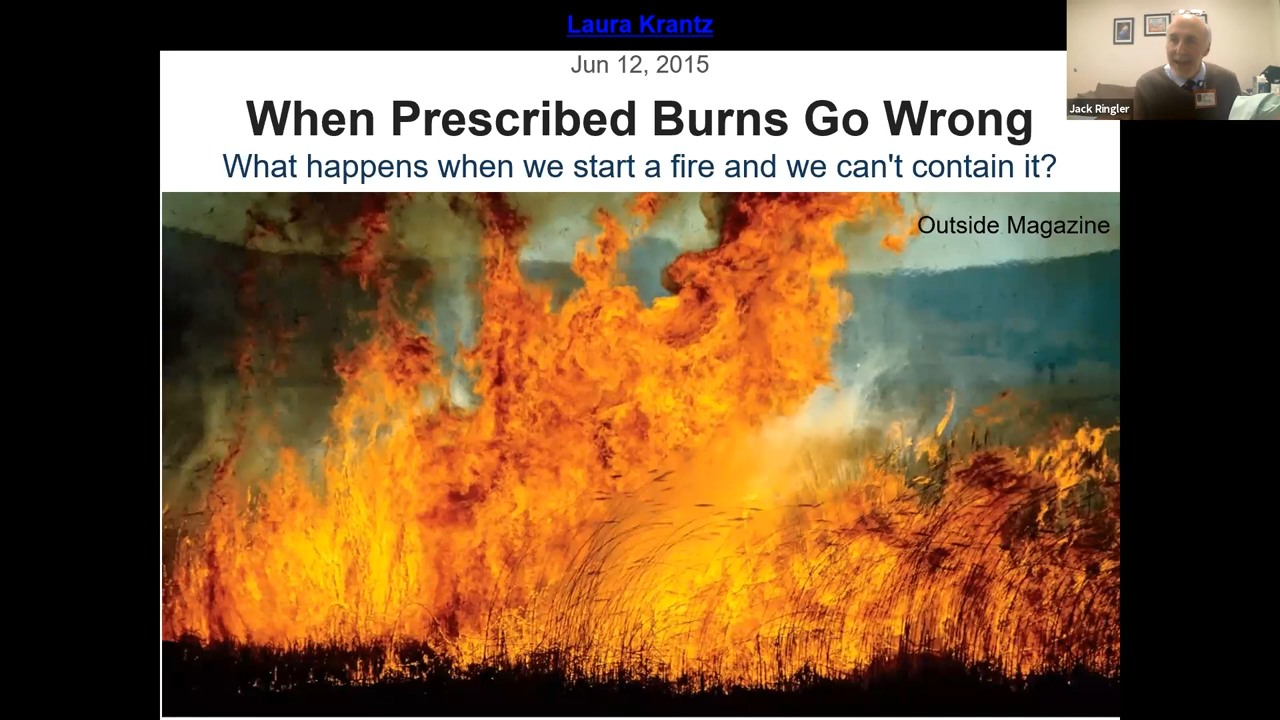 Laura Krantz
Jun 12, 2015
When Prescribed Burns Go Wrong
What happens when we start a fire and we can't contain it?
Outside Magazine
Jack Ringler